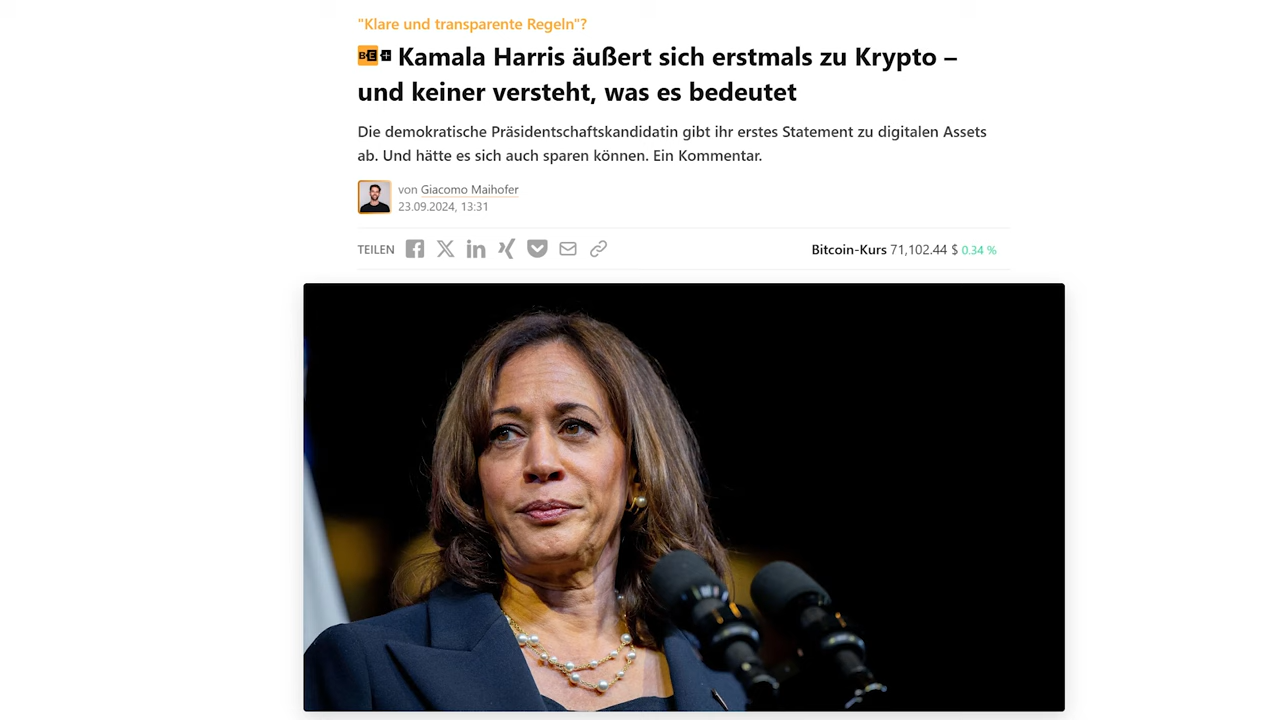 "Klare und transparente Regeln"?
BE+ Kamala Harris äußert sich erstmals zu Krypto –
und keiner versteht, was es bedeutet
Die demokratische Präsidentschaftskandidatin gibt ihr erstes Statement zu digitalen Assets
ab. Und hätte es sich auch sparen können. Ein Kommentar.
von Giacomo Maihofer
23.09.2024, 13:31
TEILEN Bitcoin-Kurs 71,102.44 $ 0.34 %